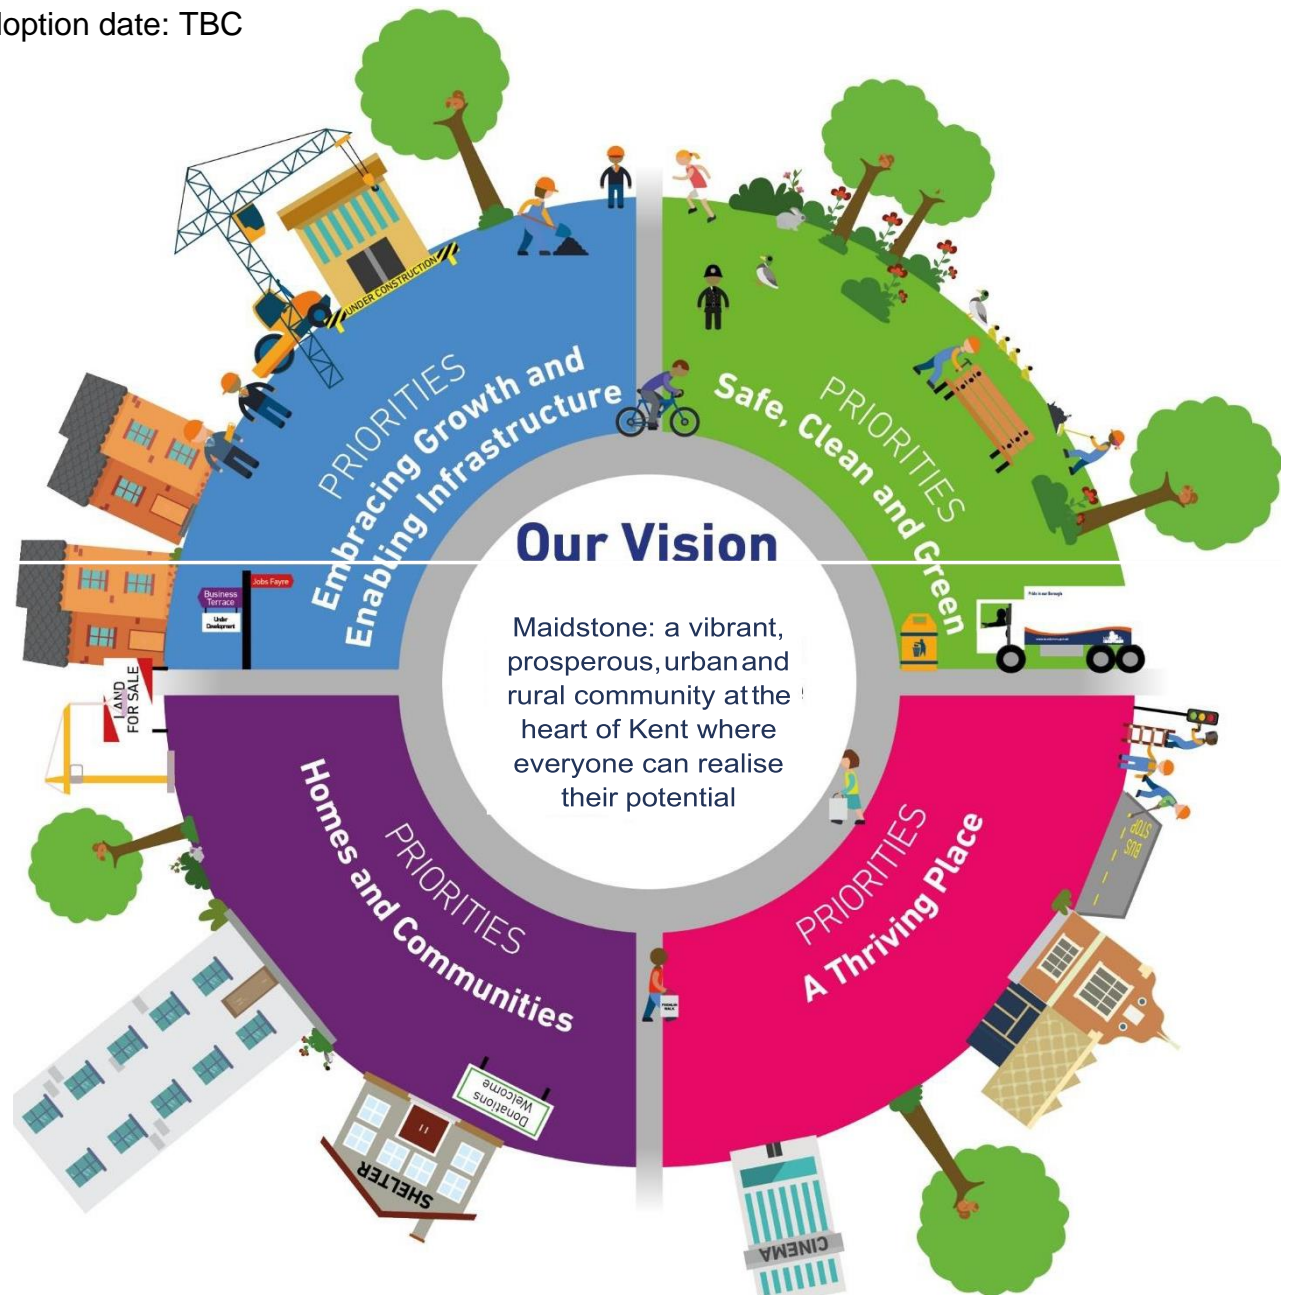 loption date: TBC
UNDER CONSTRUCTION
PRIORITIES
Embracing Growth and
Enabling Infrastructure
PRIORITIES
Safe, Clean and Green
Our Vision
Maidstone: a vibrant,
prosperous, urban and
rural community at the
heart of Kent where
everyone can realise
their potential
Jobs Fayre
Business
Terrace
Under
Development
LAND
FOR SALE
PRIORITIES
Homes and Communities
PRIORITIES
A Thriving Place
BUS
STOP
Donations
Welcome
SHELTER
CINEMA